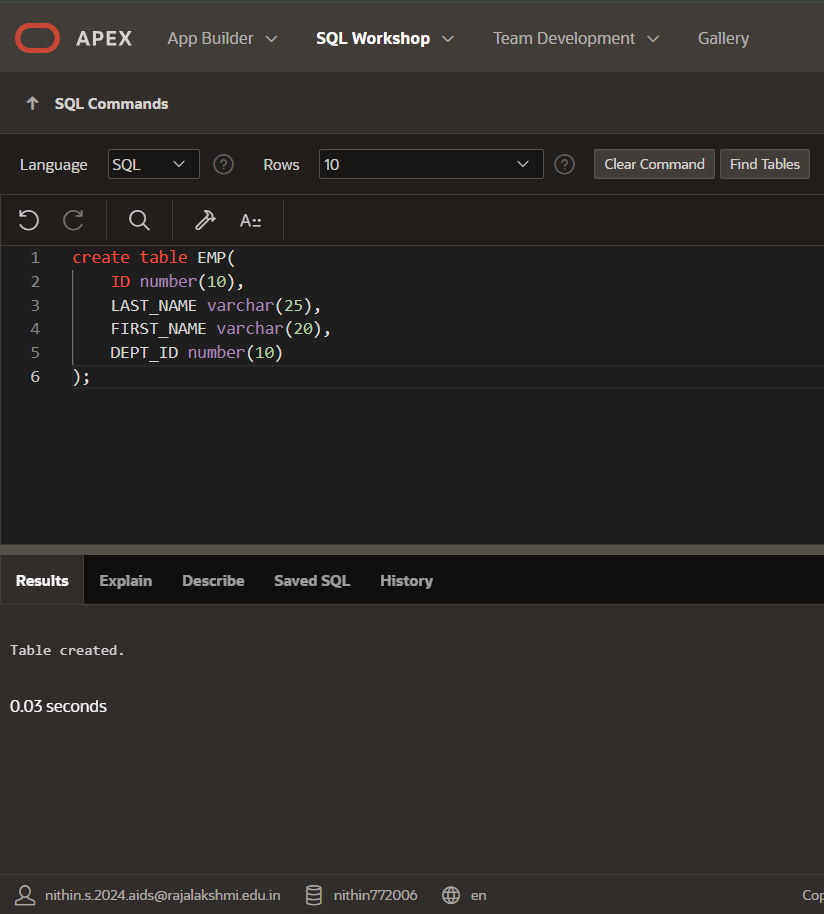 APEX App Builder SQL Workshop Team Development Gallery
SQL Commands
Language SQL ? Rows 10 ? Clear Command Find Tables
A::
1 create table EMP(
2 ID number(10),
3 LAST_NAME varchar(25),
4 FIRST_NAME varchar(20),
5 DEPT_ID number(10)
6 );
Results Explain Describe Saved SQL History
Table created.
0.03 seconds
nithin.s.2024.aids@rajalakshmi.edu.in nithin772006 en Cop